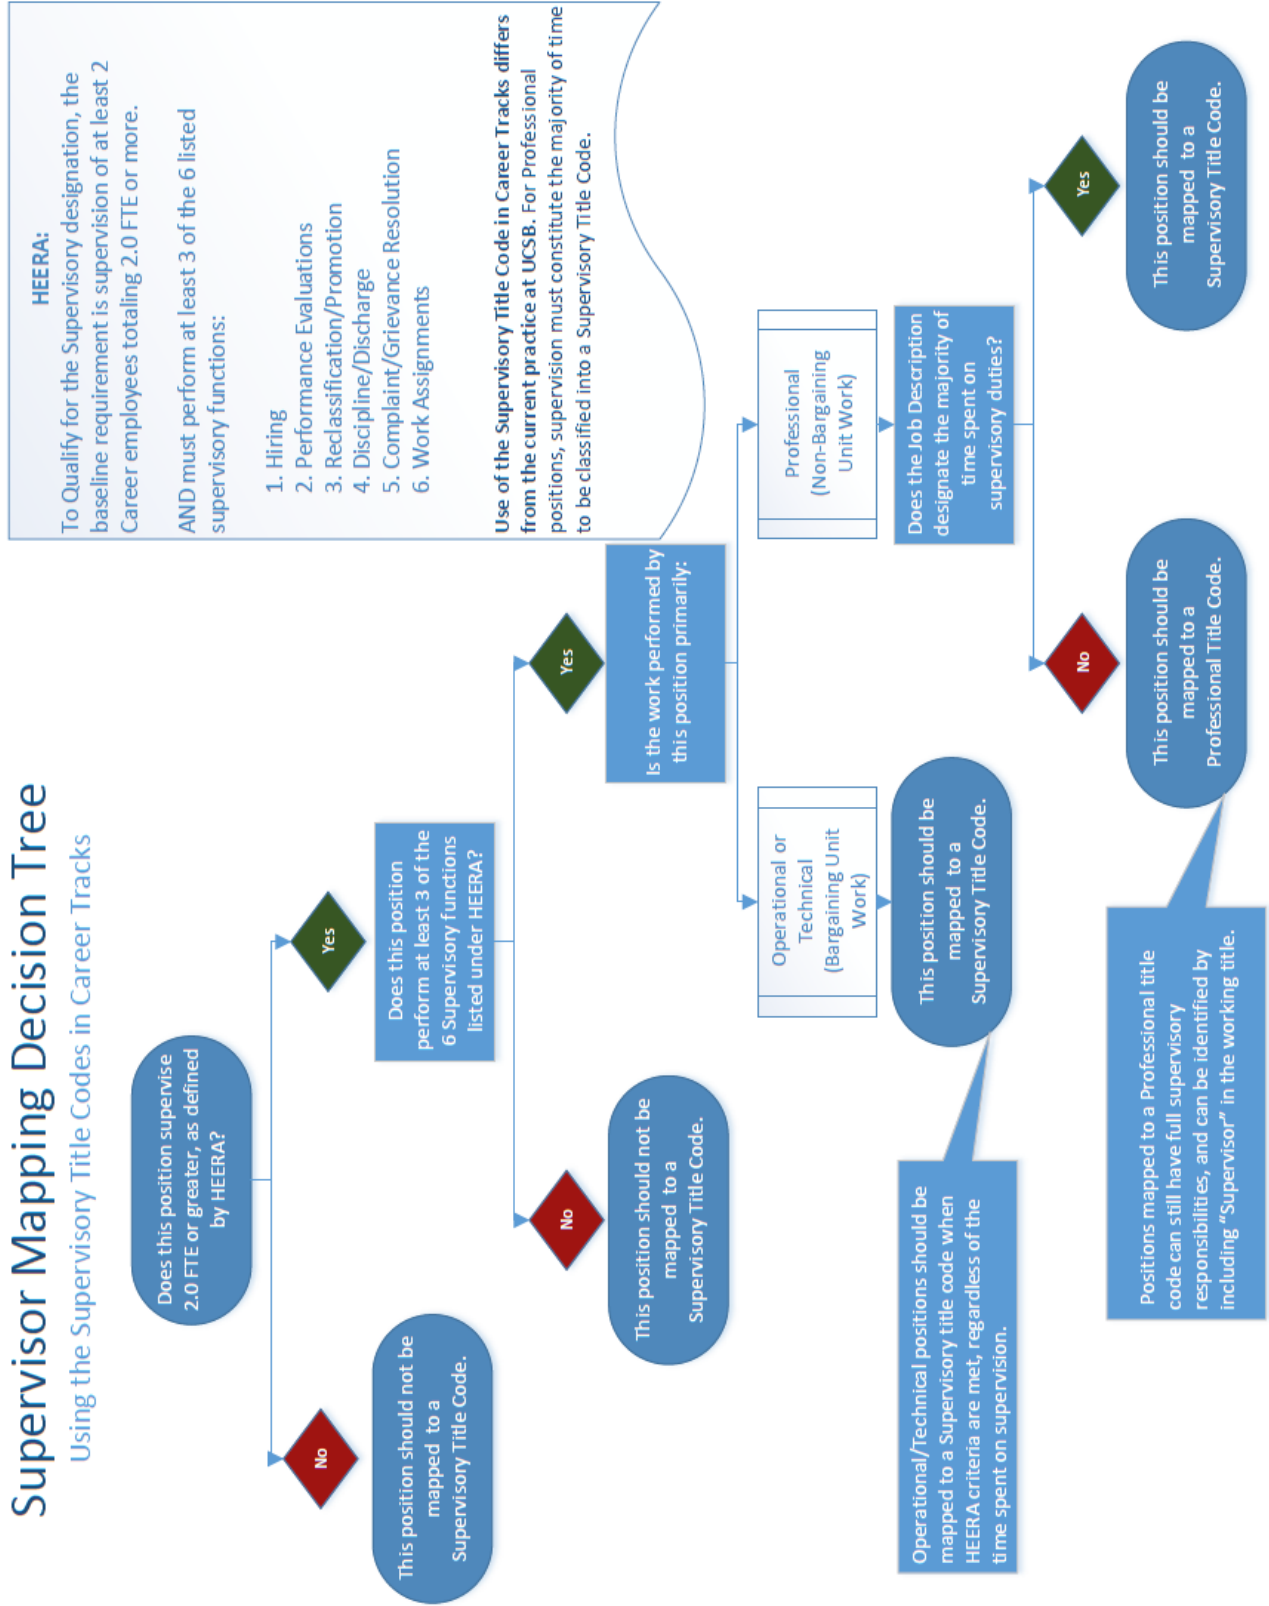 Supervisor Mapping Decision Tree
Using the Supervisory Title Codes in Career Tracks
HEERA:
To Qualify for the Supervisory designation, the
baseline requirement is supervision of at least 2
Career employees totaling 2.0 FTE or more.
AND must perform at least 3 of the 6 listed
supervisory functions:
1. Hiring
2. Performance Evaluations
3. Reclassification/Promotion
4. Discipline/Discharge
5. Complaint/Grievance Resolution
6. Work Assignments
Use of the Supervisory Title Code in Career Tracks differs
from the current practice at UCSB. For Professional
positions, supervision must constitute the majority of time
to be classified into a Supervisory Title Code.
Does this position supervise
2.0 FTE or greater, as defined
by HEERA?
No
Yes
This position should not be
mapped to a
Supervisory Title Code.
Does this position
perform at least 3 of the
6 Supervisory functions
listed under HEERA?
No
Yes
This position should not be
mapped to a
Supervisory Title Code.
Is the work performed by
this position primarily:
Operational or
Technical
(Bargaining Unit
Work)
Professional
(Non-Bargaining
Unit Work)
This position should be
mapped to a
Supervisory Title Code.
Does the Job Description
designate the majority of
time spent on
supervisory duties?
Operational/Technical positions should be
mapped to a Supervisory title code when
HEERA criteria are met, regardless of the
time spent on supervision.
No
Yes
This position should be
mapped to a
Professional Title Code.
This position should be
mapped to a
Supervisory Title Code.
Positions mapped to a Professional title
code can still have full supervisory
responsibilities, and can be identified by
including “Supervisor” in the working title.